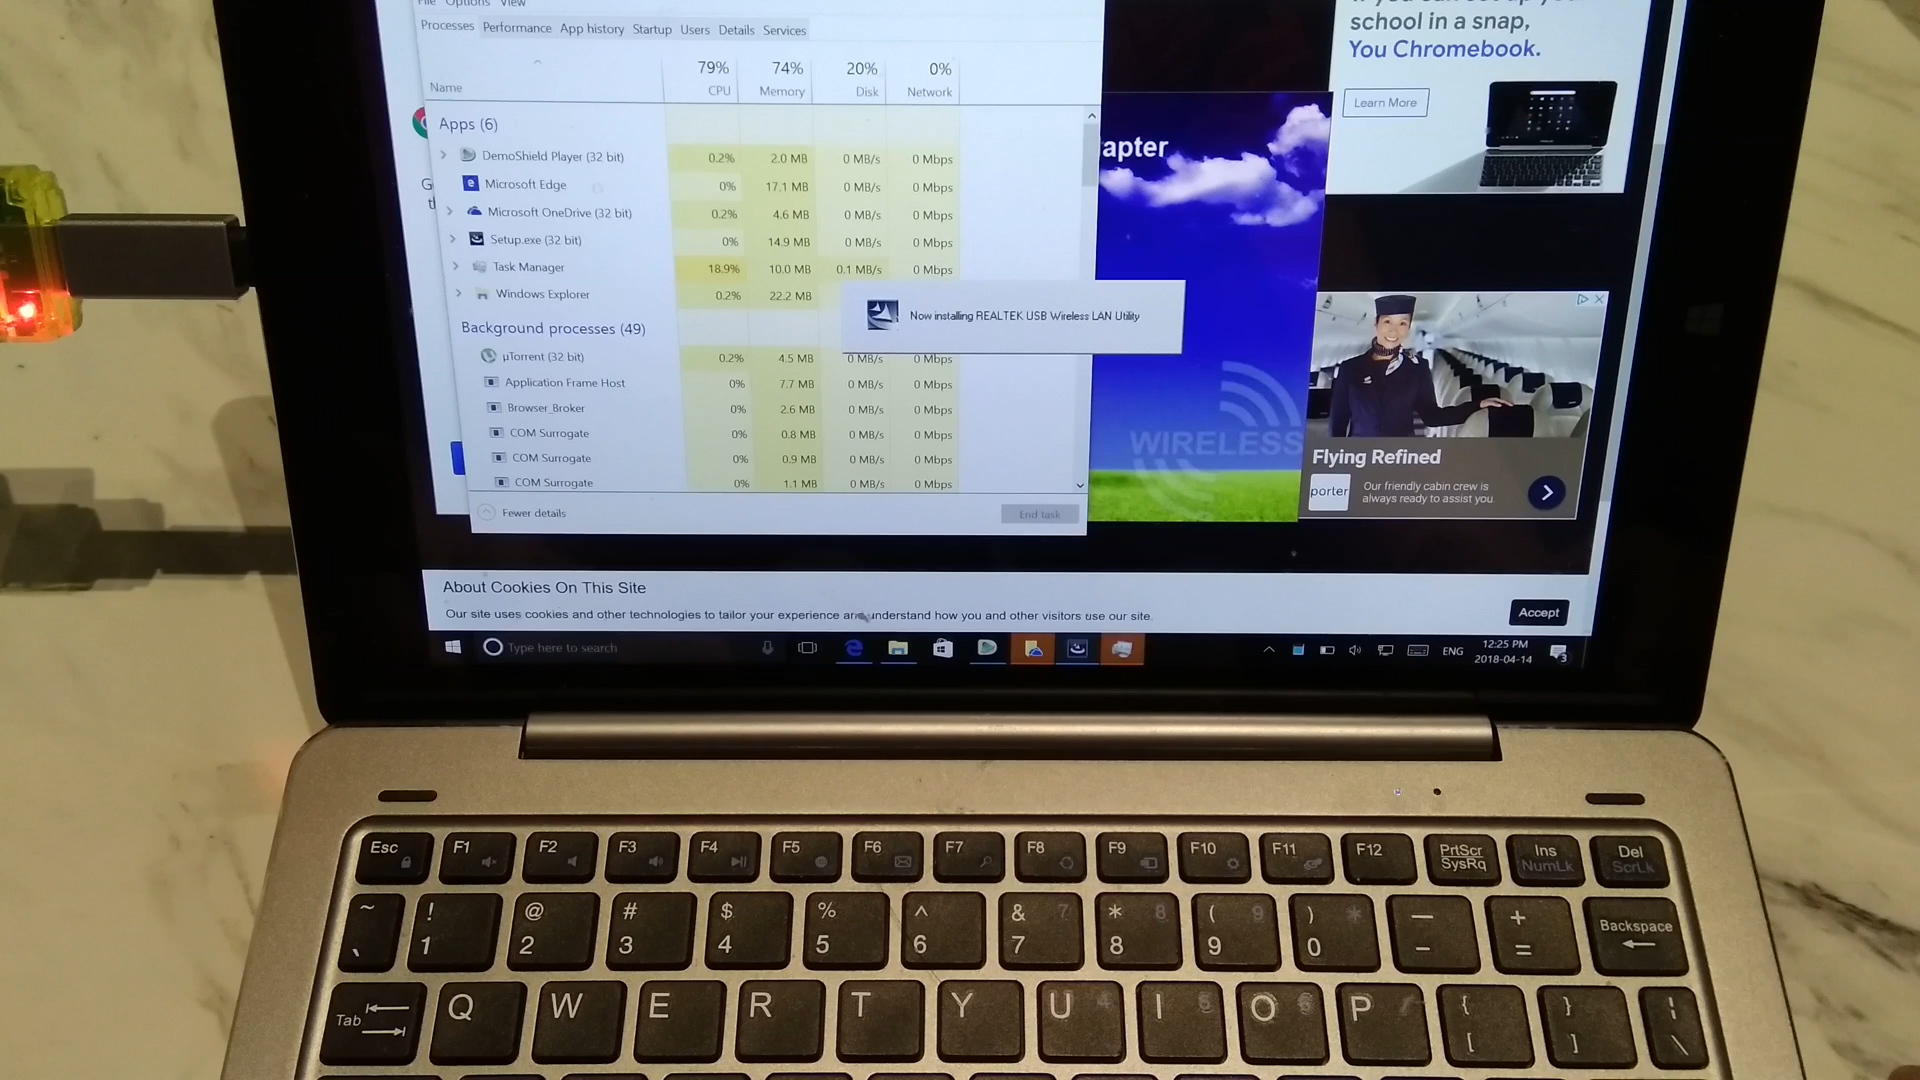 File Options View
Processes Performance App history Startup Users Details Services
79% 74% 20% 0%
Name CPU Memory Disk Network
Apps (6)
DemoShield Player (32 bit) 0.2% 2.0 MB 0 MB/s 0 Mbps
Microsoft Edge 0% 17.1 MB 0 MB/s 0 Mbps
Microsoft OneDrive (32 bit) 0.2% 4.6 MB 0 MB/s 0 Mbps
Setup.exe (32 bit) 0% 14.9 MB 0 MB/s 0 Mbps
Task Manager 18.9% 10.0 MB 0.1 MB/s 0 Mbps
Windows Explorer 0.2% 22.2 MB
Background processes (49)
µTorrent (32 bit) 0.2% 4.5 MB 0 MB/s 0 Mbps
Application Frame Host 0% 7.7 MB 0 MB/s 0 Mbps
Browser_Broker 0% 2.6 MB 0 MB/s 0 Mbps
COM Surrogate 0% 0.8 MB 0 MB/s 0 Mbps
COM Surrogate 0% 0.9 MB 0 MB/s 0 Mbps
COM Surrogate 0% 1.1 MB 0 MB/s 0 Mbps
Fewer details End task
Now installing REALTEK USB Wireless LAN Utility
apter
WIRELESS
If you can set up
school in a snap,
You Chromebook.
Learn More
Flying Refined
porter
Our friendly cabin crew is
always ready to assist you.
About Cookies On This Site
Our site uses cookies and other technologies to tailor your experience and understand how you and other visitors use our site.
Accept
Type here to search
ENG
12:25 PM
2018-04-14
3
Esc F1 F2 F3 F4 F5 F6 F7 F8 F9 F10 F11 F12 PrtScr Ins Del
SysRq NumLk ScrLk
~ ! @ # $ % ^ & 7 * 8 ( 9 ) * — +
` 1 2 3 4 5 6 7 8 9 0 - = Backspace
Tab Q W E R T Y U 4 I 5 O 6 P { } ¦
[ ] \